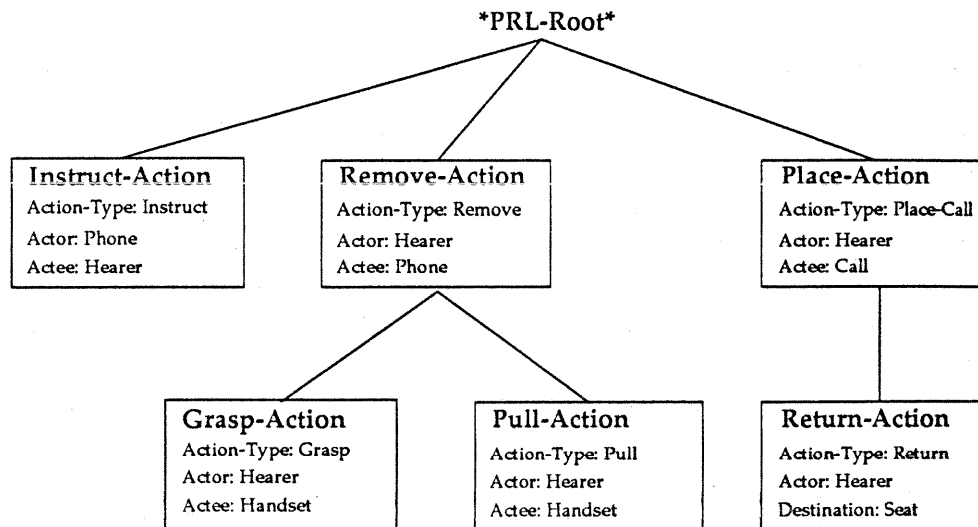 *PRL-Root*
Instruct-Action
Action-Type: Instruct
Actor: Phone
Actee: Hearer
Remove-Action
Action-Type: Remove
Actor: Hearer
Actee: Phone
Place-Action
Action-Type: Place-Call
Actor: Hearer
Actee: Call
Grasp-Action
Action-Type: Grasp
Actor: Hearer
Actee: Handset
Pull-Action
Action-Type: Pull
Actor: Hearer
Actee: Handset
Return-Action
Action-Type: Return
Actor: Hearer
Destination: Seat